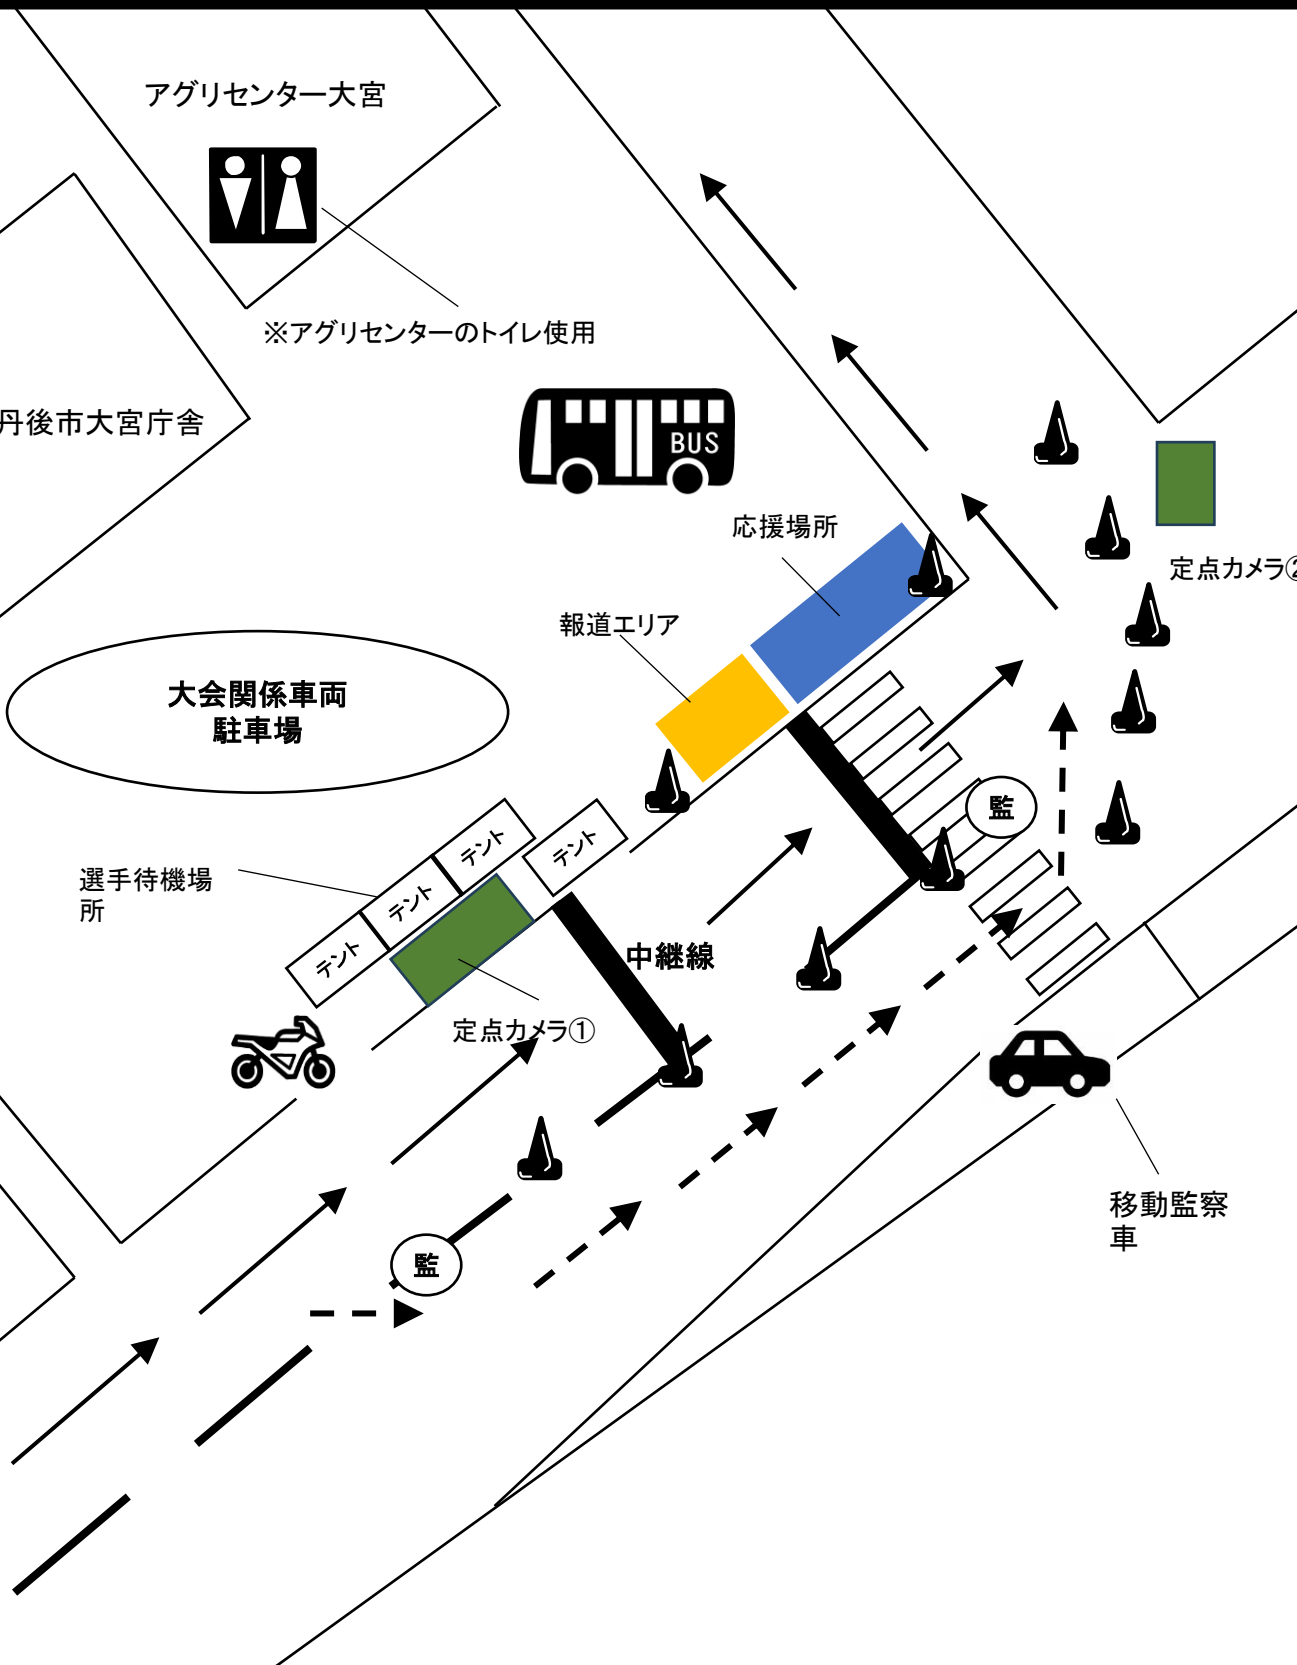 アグリセンター大宮
※アグリセンターのトイレ使用
丹後市大宮庁舎
BUS
応援場所
定点カメラ②
報道エリア
大会関係車両
駐車場
監
テント
テント
テント
テント
選手待機場
所
中継線
定点カメラ①
移動監察
車
監